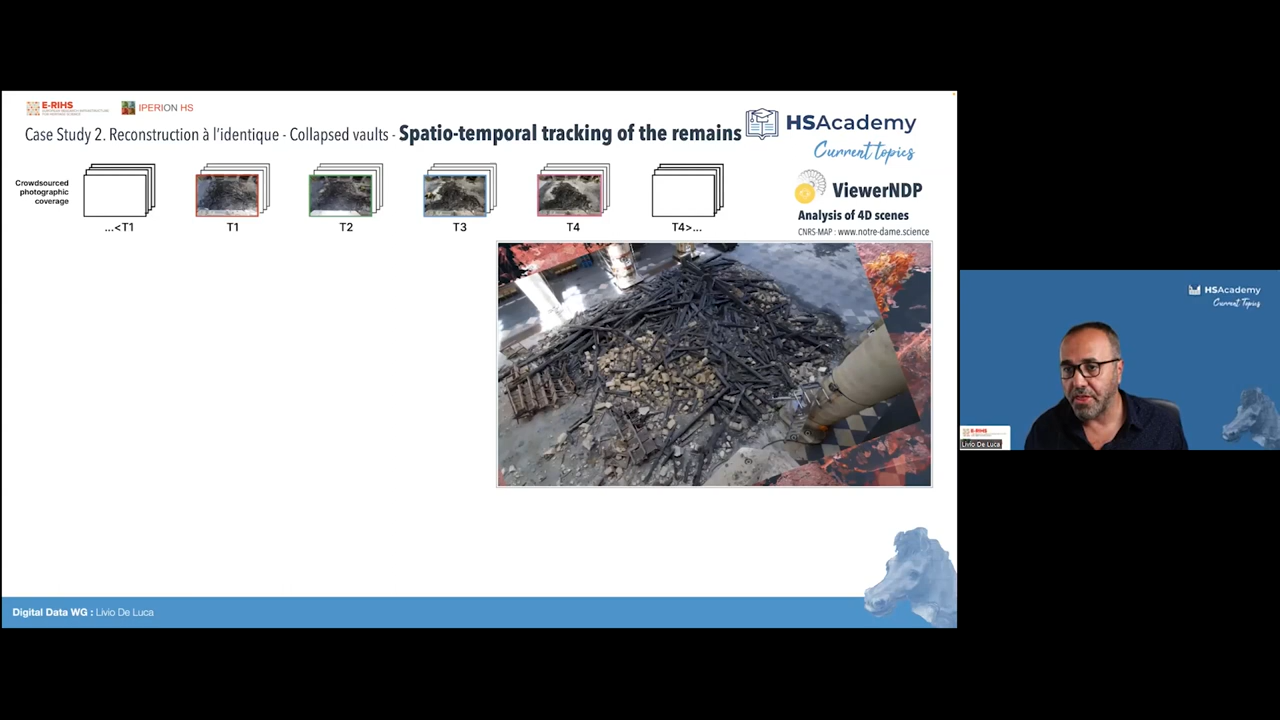 E-RIHS
IPERION HS
Case Study 2. Reconstruction à l'identique - Collapsed vaults - Spatio-temporal tracking of the remains
HSAcademy
Current topics
Crowdsourced
photographic
coverage
...<T1
T1
T2
T3
T4
T4>...
ViewerNDP
Analysis of 4D scenes
CNRS-MAP : www.notre-dame.science
Digital Data WG : Livio De Luca
HSAcademy
Current Topics
E-RIHS
Livio De Luca